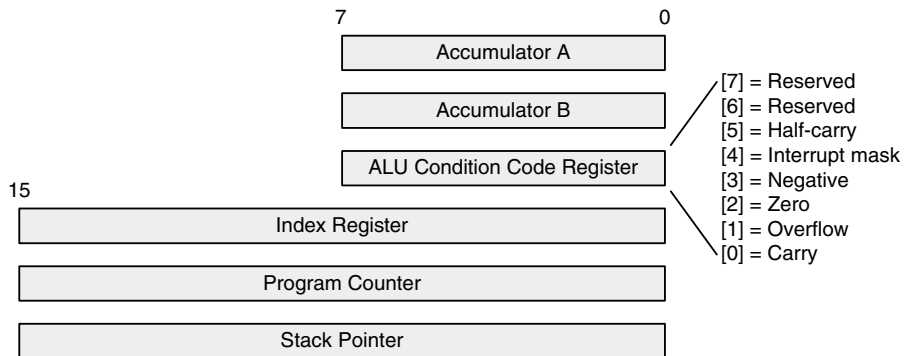 7 0
Accumulator A
[7] = Reserved
[6] = Reserved
Accumulator B
[5] = Half-carry
[4] = Interrupt mask
ALU Condition Code Register
[3] = Negative
15
[2] = Zero
Index Register
[1] = Overflow
[0] = Carry
Program Counter
Stack Pointer